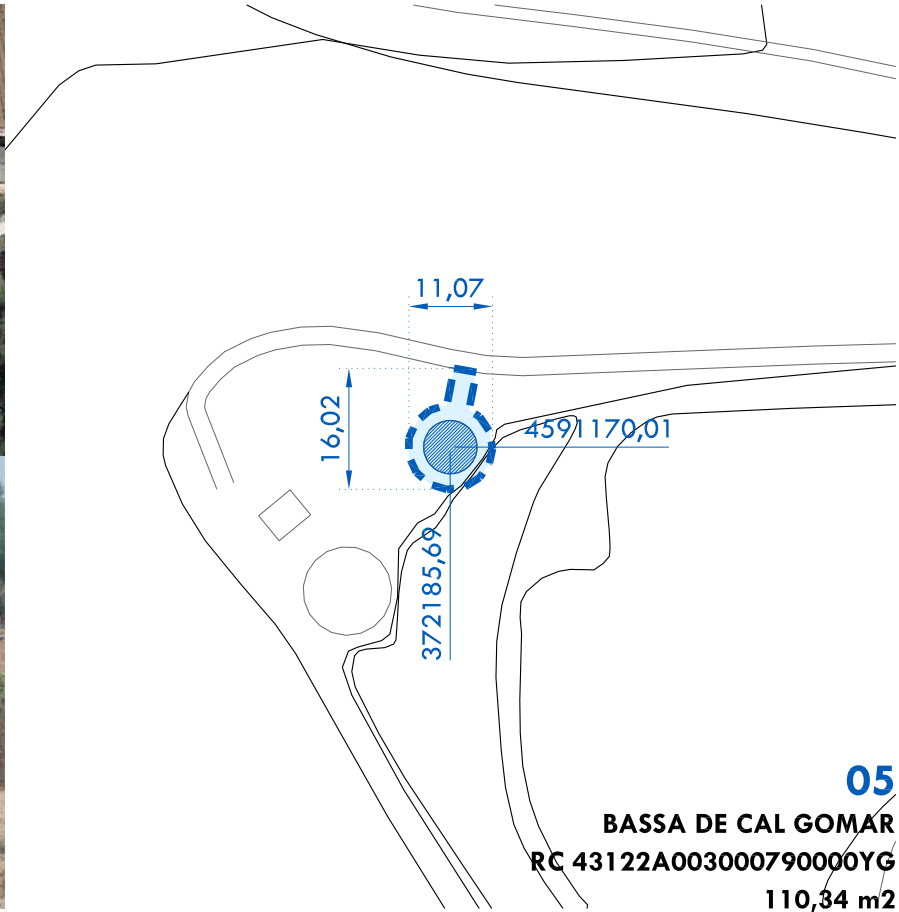 11,07
16,02
4591170,01
372185,69
05
BASSA DE CAL GOMAR
RC 43122A003000790000YG
110,34 m2